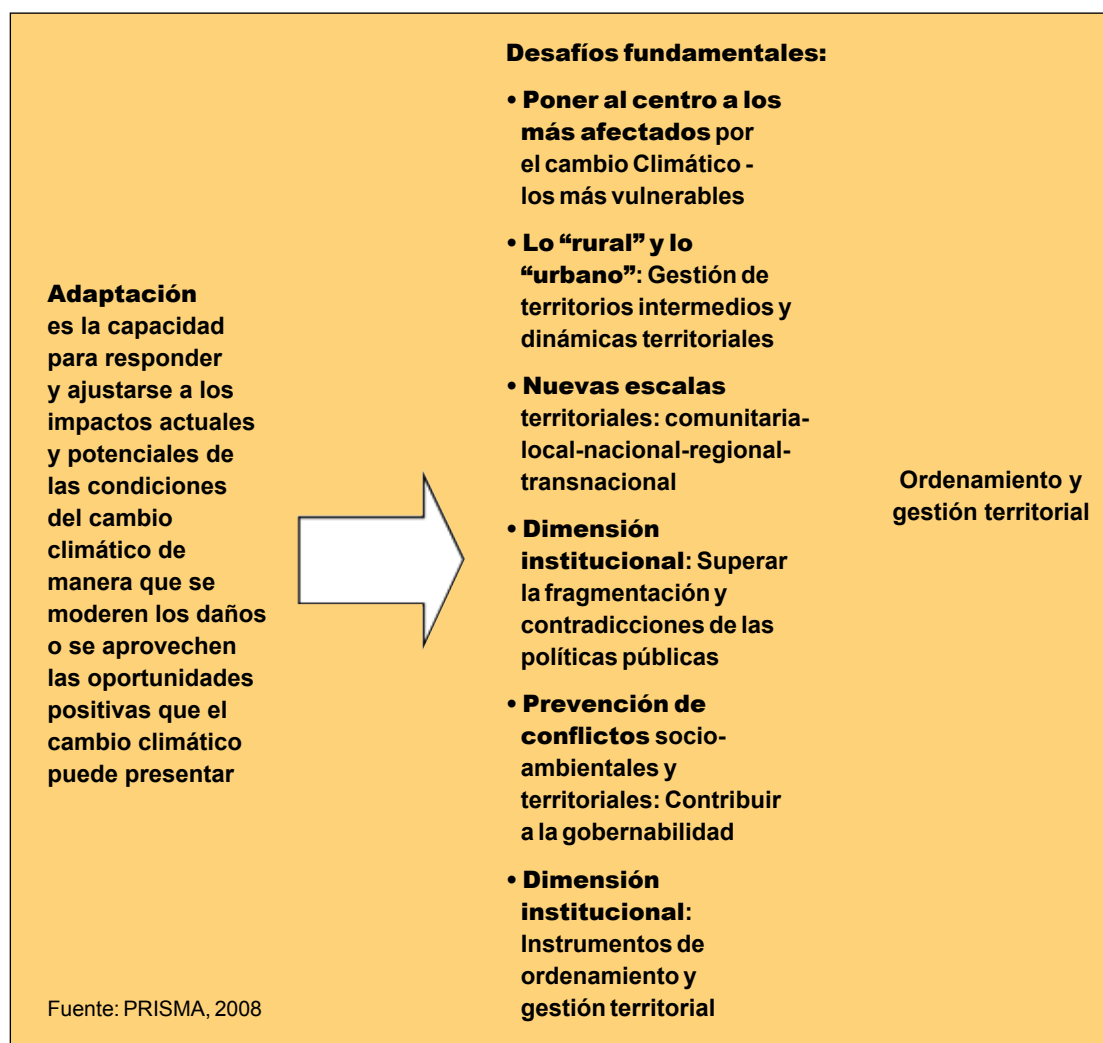 Adaptación
es la capacidad
para responder
y ajustarse a los
impactos actuales
y potenciales de
las condiciones
del cambio
climático de
manera que se
moderen los daños
o se aprovechen
las oportunidades
positivas que el
cambio climático
puede presentar
Desafíos fundamentales:
• Poner al centro a los
más afectados por
el cambio Climático -
los más vulnerables
• Lo “rural” y lo
“urbano”: Gestión de
territorios intermedios y
dinámicas territoriales
• Nuevas escalas
territoriales: comunitaria-
local-nacional-regional-
transnacional
• Dimensión
institucional: Superar
la fragmentación y
contradicciones de las
políticas públicas
• Prevención de
conflictos socio-
ambientales y
territoriales: Contribuir
a la gobernabilidad
• Dimensión
institucional:
Instrumentos de
ordenamiento y
gestión territorial
Ordenamiento y
gestión territorial
Fuente: PRISMA, 2008